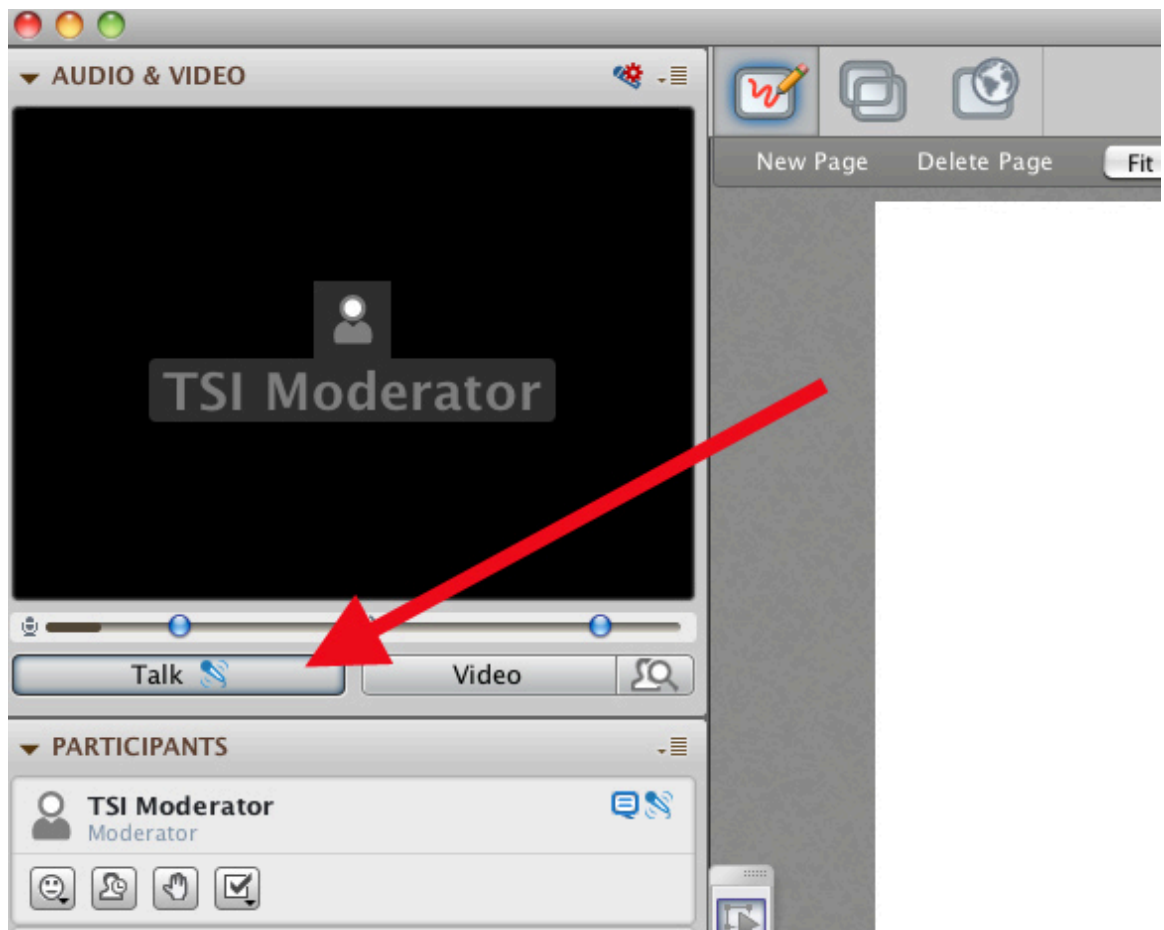 AUDIO & VIDEO
TSI Moderator
Talk
Video
PARTICIPANTS
TSI Moderator
Moderator
New Page
Delete Page
Fit